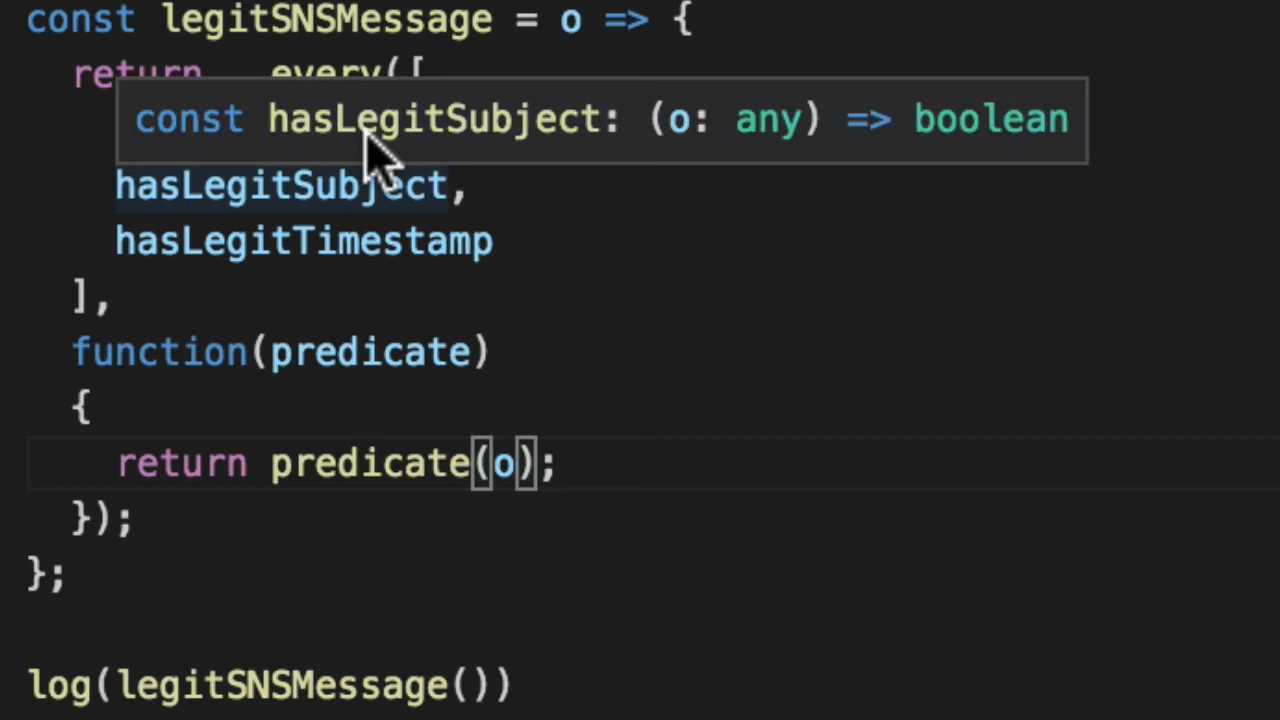 const legitSNSMessage = o => {
return _.every([
const hasLegitSubject: (o: any) => boolean
hasLegitSubject,
hasLegitTimestamp
],
function(predicate)
{
return predicate(o);
});
};
log(legitSNSMessage())